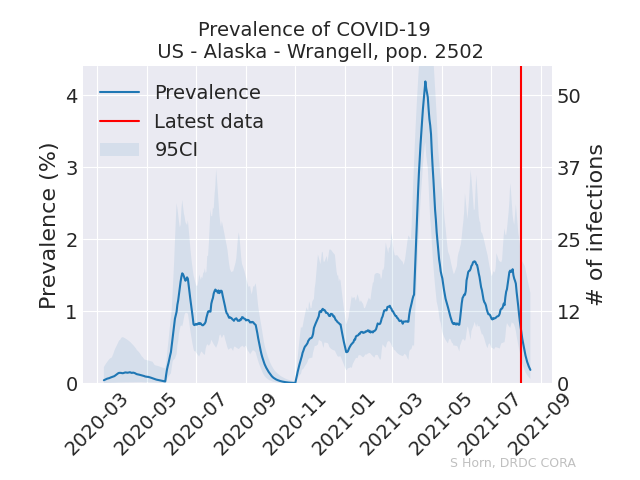 Prevalence of COVID-19
US - Alaska - Wrangell, pop. 2502
Prevalence
Latest data
95CI
Prevalence (%)
4
3
2
1
0
# of infections
50
37
25
12
0
2020-03
2020-05
2020-07
2020-09
2020-11
2021-01
2021-03
2021-05
2021-07
2021-09
S Horn, DRDC CORA